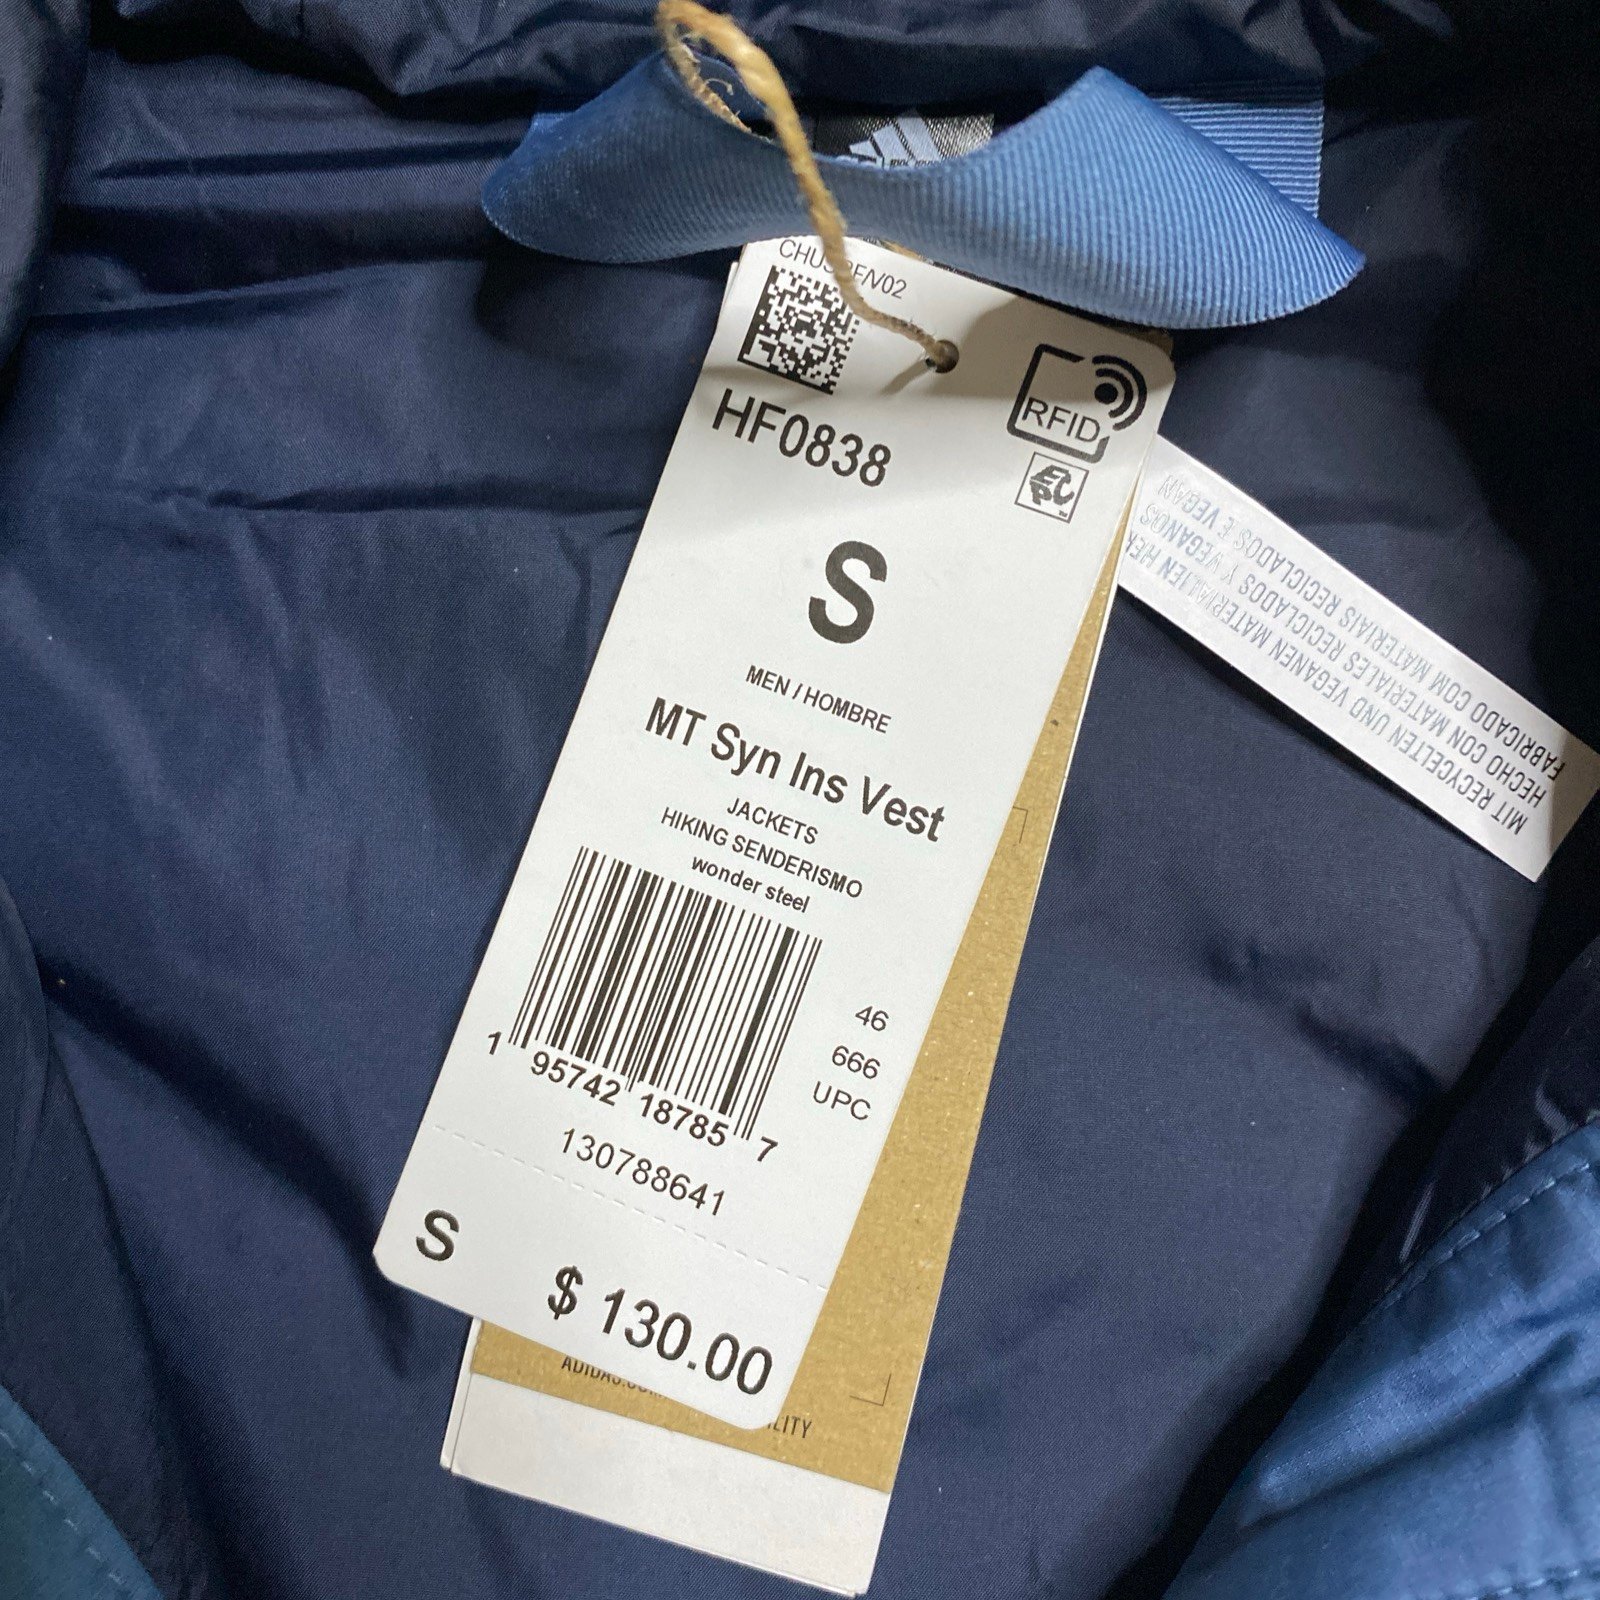 HF0838
RFID
S
MEN / HOMBRE
MT Syn Ins Vest
JACKETS
HIKING SENDERISMO
wonder steel
46
666
UPC
1 95742 18785 7
130788641
S
$ 130.00
MIT RECYCELTEN UND VEGANEN MATERIALIEN
HECHO CON MATERIALES RECICLADOS Y VEGANOS
FABRICADO COM MATERIAIS RECICLADOS E VEGAN